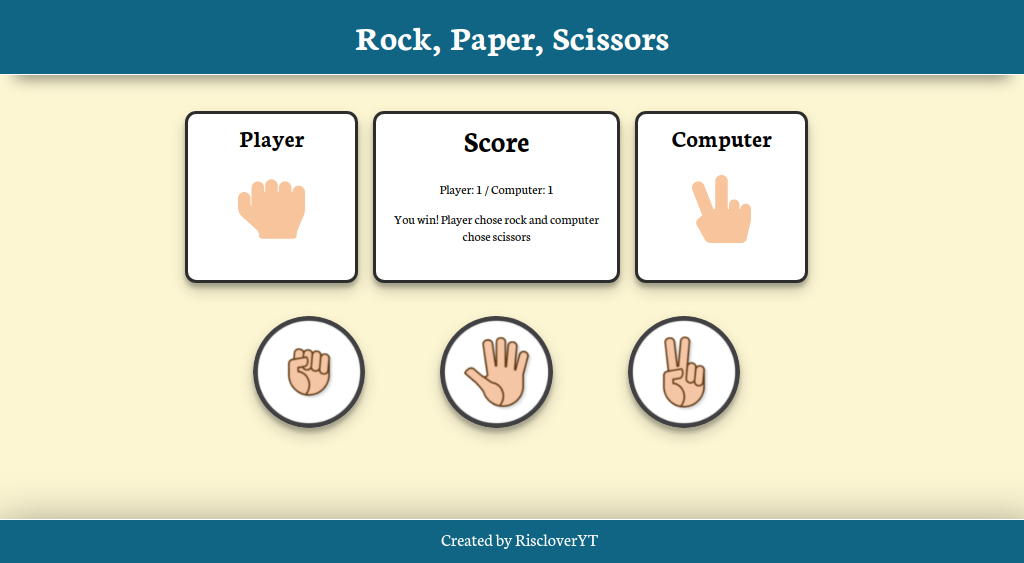 Rock, Paper, Scissors
Player
Score
Computer
Player: 1 / Computer: 1
You win! Player chose rock and computer
chose scissors
Created by RiscloverYT